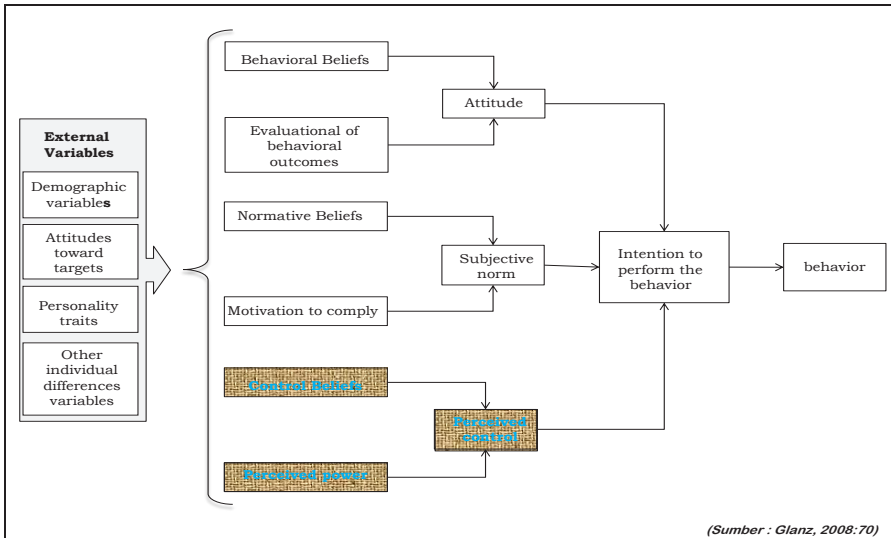 External
Variables
Demographic
variables
Attitudes
toward
targets
Personality
traits
Other
individual
differences
variables
Behavioral Beliefs
Evaluational of
behavioral
outcomes
Attitude
Normative Beliefs
Motivation to comply
Subjective
norm
Control Beliefs
Perceived power
Perceived
control
Intention to
perform the
behavior
behavior
(Sumber : Glanz, 2008:70)